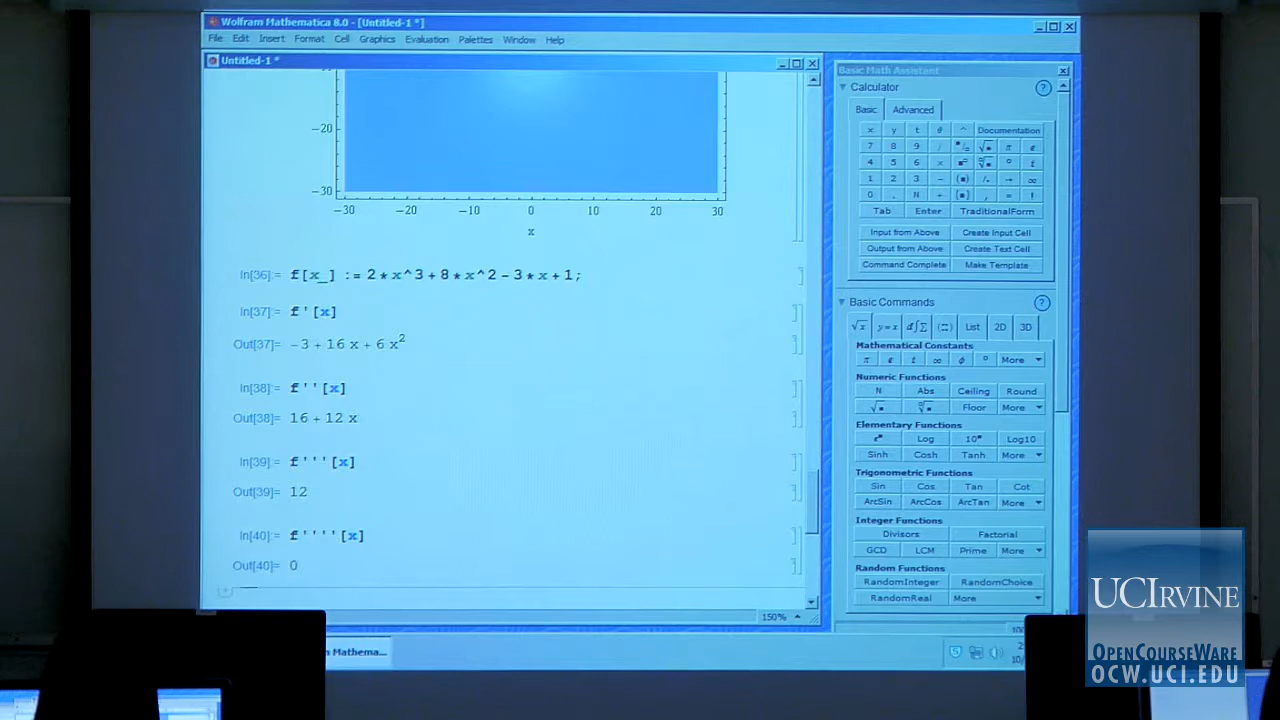 Wolfram Mathematica 8.0 - [Untitled-1 *]
File Edit Insert Format Cell Graphics Evaluation Palettes Window Help
Untitled-1 *
-20
-30
-30 -20 -10 0 10 20 30
x
In[36]:= f[x_] := 2*x^3+8*x^2-3*x+1;
In[37]:= f'[x]
Out[37]= -3 + 16 x + 6 x²
In[38]:= f''[x]
Out[38]= 16 + 12 x
In[39]:= f'''[x]
Out[39]= 12
In[40]:= f''''[x]
Out[40]= 0
150%
Basic Math Assistant
Calculator ?
Basic Advanced
x y t θ ^ Documentation
7 8 9 / π e
4 5 6 × ° i
1 2 3 - (▪) /. → ∞
0 . N + {▪} , = !
Tab Enter TraditionalForm
Input from Above Create Input Cell
Output from Above Create Text Cell
Command Complete Make Template
Basic Commands ?
√x y=x d∫Σ List 2D 3D
Mathematical Constants
π e i ∞ ϕ ° More
Numeric Functions
N Abs Ceiling Round
Floor More
Elementary Functions
Log Log10
Sinh Cosh Tanh More
Trigonometric Functions
Sin Cos Tan Cot
ArcSin ArcCos ArcTan More
Integer Functions
Divisors Factorial
GCD LCM Prime More
Random Functions
RandomInteger RandomChoice
RandomReal More
Mathema...
UCIRVINE
OPENCOURSEWARE
OCW.UCI.EDU